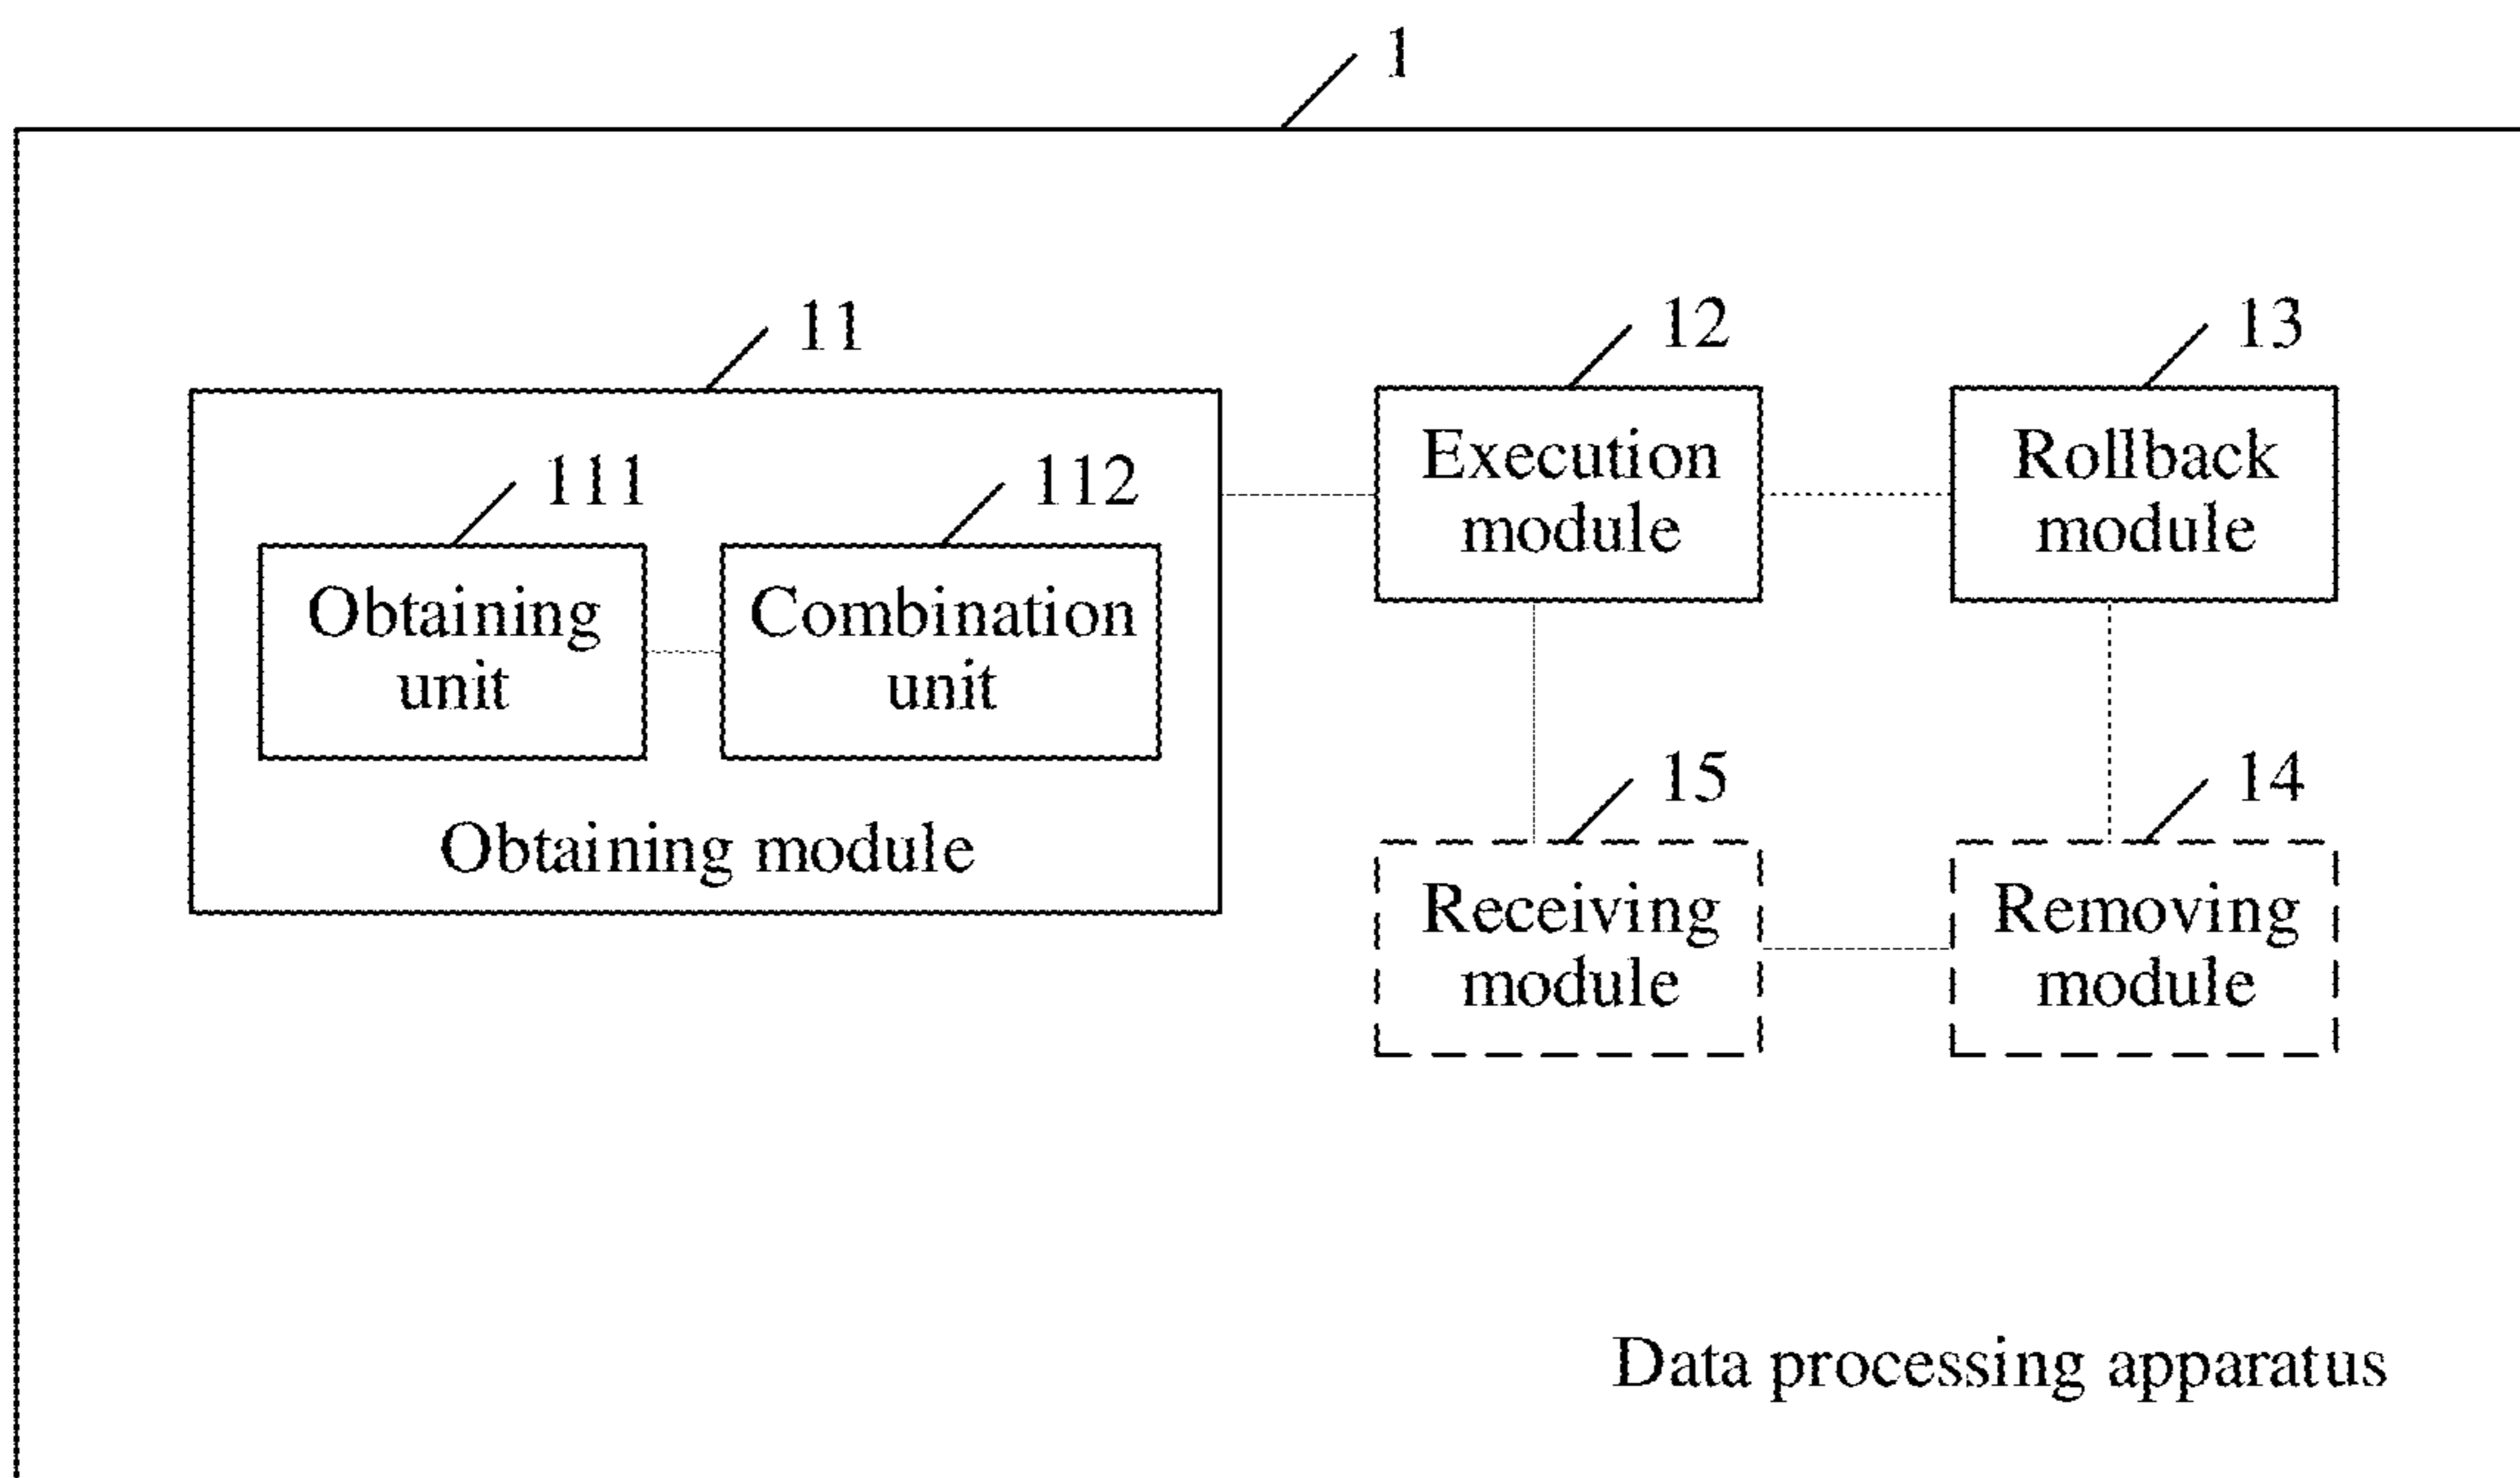 1
11
12
13
111
112
Execution
module
Rollback
module
Obtaining
unit
Combination
unit
Obtaining module
15
14
Receiving
module
Removing
module
Data processing apparatus